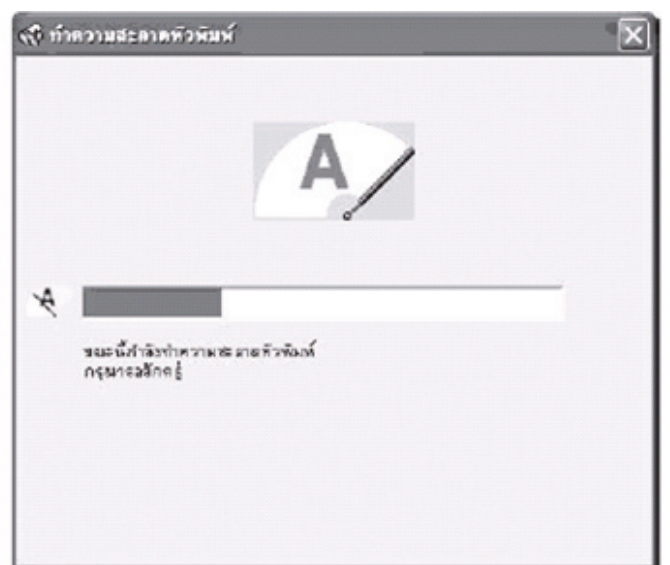 ทำความสะอาดหัวพิมพ์
A
A
ขณะนี้กำลังทำความสะอาดหัวพิมพ์
กรุณารอสักครู่